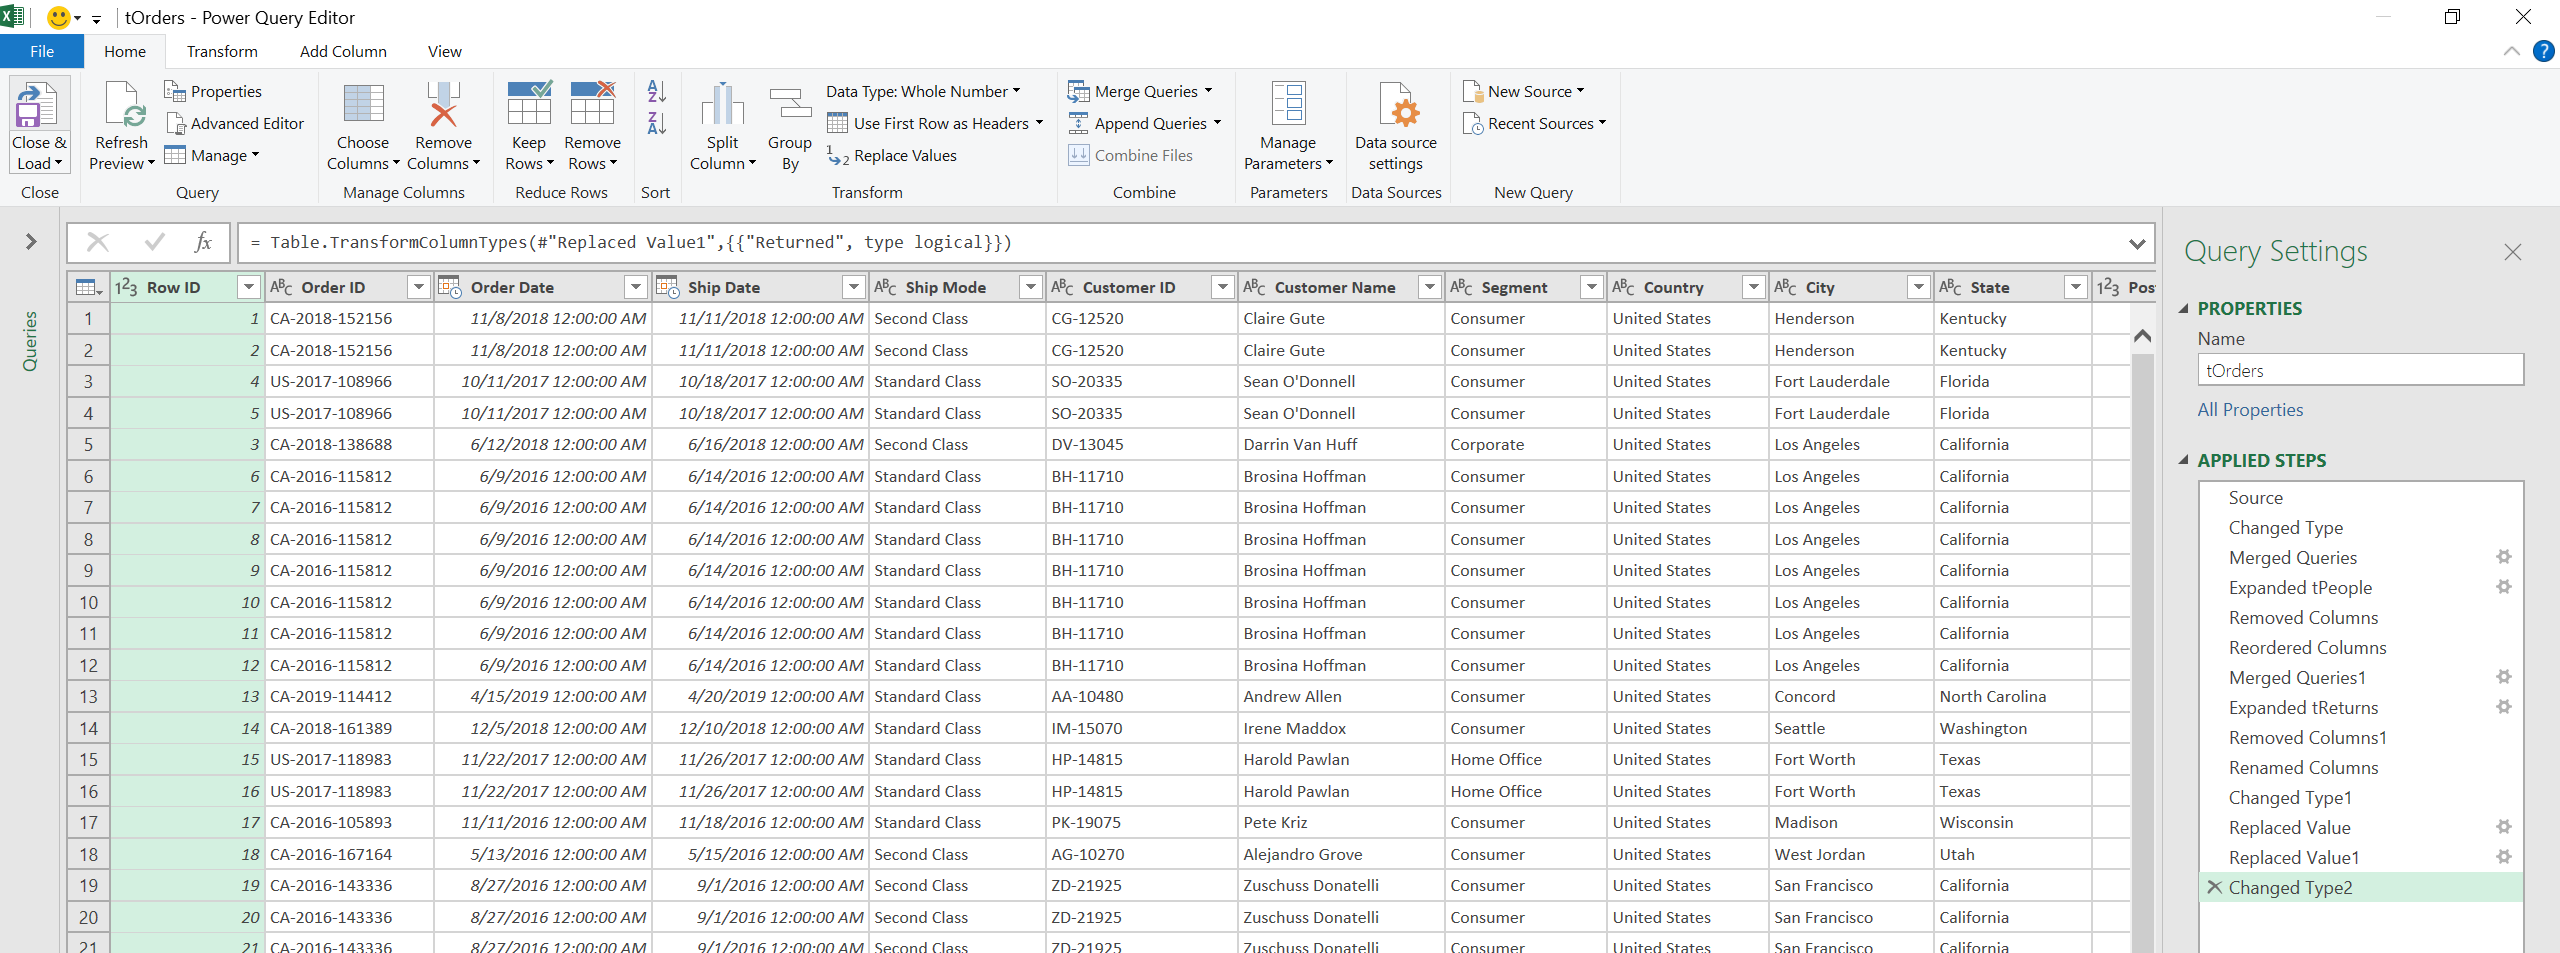 tOrders - Power Query Editor
File Home Transform Add Column View
Close & Load
Close
Refresh Preview
Properties
Advanced Editor
Manage
Query
Choose Columns
Remove Columns
Manage Columns
Keep Rows
Remove Rows
Reduce Rows
Sort
Split Column
Group By
Data Type: Whole Number
Use First Row as Headers
Replace Values
Transform
Merge Queries
Append Queries
Combine Files
Combine
Manage Parameters
Parameters
Data source settings
Data Sources
New Source
Recent Sources
New Query
Queries
fx = Table.TransformColumnTypes(#"Replaced Value1",{{"Returned", type logical}})
Row ID Order ID Order Date Ship Date Ship Mode Customer ID Customer Name Segment Country City State Pos
1 1 CA-2018-152156 11/8/2018 12:00:00 AM 11/11/2018 12:00:00 AM Second Class CG-12520 Claire Gute Consumer United States Henderson Kentucky
2 2 CA-2018-152156 11/8/2018 12:00:00 AM 11/11/2018 12:00:00 AM Second Class CG-12520 Claire Gute Consumer United States Henderson Kentucky
3 4 US-2017-108966 10/11/2017 12:00:00 AM 10/18/2017 12:00:00 AM Standard Class SO-20335 Sean O'Donnell Consumer United States Fort Lauderdale Florida
4 5 US-2017-108966 10/11/2017 12:00:00 AM 10/18/2017 12:00:00 AM Standard Class SO-20335 Sean O'Donnell Consumer United States Fort Lauderdale Florida
5 3 CA-2018-138688 6/12/2018 12:00:00 AM 6/16/2018 12:00:00 AM Second Class DV-13045 Darrin Van Huff Corporate United States Los Angeles California
6 6 CA-2016-115812 6/9/2016 12:00:00 AM 6/14/2016 12:00:00 AM Standard Class BH-11710 Brosina Hoffman Consumer United States Los Angeles California
7 7 CA-2016-115812 6/9/2016 12:00:00 AM 6/14/2016 12:00:00 AM Standard Class BH-11710 Brosina Hoffman Consumer United States Los Angeles California
8 8 CA-2016-115812 6/9/2016 12:00:00 AM 6/14/2016 12:00:00 AM Standard Class BH-11710 Brosina Hoffman Consumer United States Los Angeles California
9 9 CA-2016-115812 6/9/2016 12:00:00 AM 6/14/2016 12:00:00 AM Standard Class BH-11710 Brosina Hoffman Consumer United States Los Angeles California
10 10 CA-2016-115812 6/9/2016 12:00:00 AM 6/14/2016 12:00:00 AM Standard Class BH-11710 Brosina Hoffman Consumer United States Los Angeles California
11 11 CA-2016-115812 6/9/2016 12:00:00 AM 6/14/2016 12:00:00 AM Standard Class BH-11710 Brosina Hoffman Consumer United States Los Angeles California
12 12 CA-2016-115812 6/9/2016 12:00:00 AM 6/14/2016 12:00:00 AM Standard Class BH-11710 Brosina Hoffman Consumer United States Los Angeles California
13 13 CA-2019-114412 4/15/2019 12:00:00 AM 4/20/2019 12:00:00 AM Standard Class AA-10480 Andrew Allen Consumer United States Concord North Carolina
14 14 CA-2018-161389 12/5/2018 12:00:00 AM 12/10/2018 12:00:00 AM Standard Class IM-15070 Irene Maddox Consumer United States Seattle Washington
15 15 US-2017-118983 11/22/2017 12:00:00 AM 11/26/2017 12:00:00 AM Standard Class HP-14815 Harold Pawlan Home Office United States Fort Worth Texas
16 16 US-2017-118983 11/22/2017 12:00:00 AM 11/26/2017 12:00:00 AM Standard Class HP-14815 Harold Pawlan Home Office United States Fort Worth Texas
17 17 CA-2016-105893 11/11/2016 12:00:00 AM 11/18/2016 12:00:00 AM Standard Class PK-19075 Pete Kriz Consumer United States Madison Wisconsin
18 18 CA-2016-167164 5/13/2016 12:00:00 AM 5/15/2016 12:00:00 AM Second Class AG-10270 Alejandro Grove Consumer United States West Jordan Utah
19 19 CA-2016-143336 8/27/2016 12:00:00 AM 9/1/2016 12:00:00 AM Second Class ZD-21925 Zuschuss Donatelli Consumer United States San Francisco California
20 20 CA-2016-143336 8/27/2016 12:00:00 AM 9/1/2016 12:00:00 AM Second Class ZD-21925 Zuschuss Donatelli Consumer United States San Francisco California
21 21 CA-2016-143336 8/27/2016 12:00:00 AM 9/1/2016 12:00:00 AM Second Class ZD-21925 Zuschuss Donatelli Consumer United States San Francisco California
Query Settings
PROPERTIES
Name
tOrders
All Properties
APPLIED STEPS
Source
Changed Type
Merged Queries
Expanded tPeople
Removed Columns
Reordered Columns
Merged Queries1
Expanded tReturns
Removed Columns1
Renamed Columns
Changed Type1
Replaced Value
Replaced Value1
Changed Type2